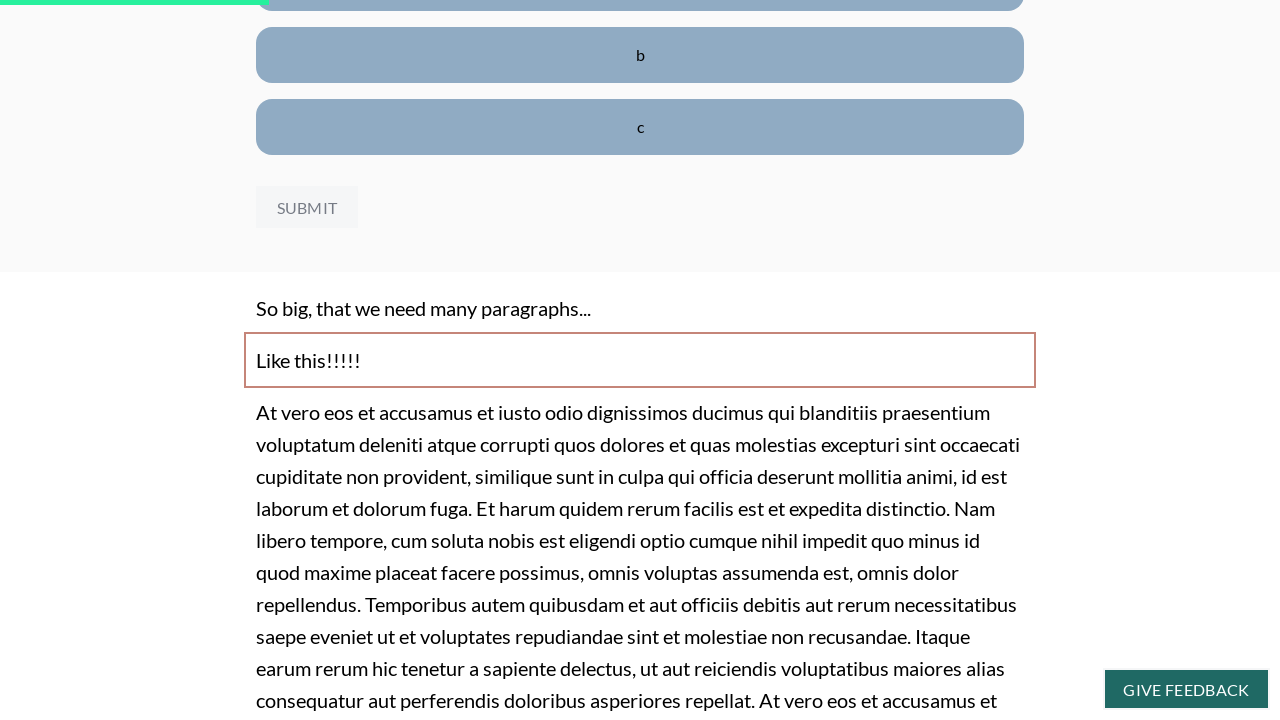 b
c
SUBMIT
So big, that we need many paragraphs...
Like this!!!!!
At vero eos et accusamus et iusto odio dignissimos ducimus qui blanditiis praesentium
voluptatum deleniti atque corrupti quos dolores et quas molestias excepturi sint occaecati
cupiditate non provident, similique sunt in culpa qui officia deserunt mollitia animi, id est
laborum et dolorum fuga. Et harum quidem rerum facilis est et expedita distinctio. Nam
libero tempore, cum soluta nobis est eligendi optio cumque nihil impedit quo minus id
quod maxime placeat facere possimus, omnis voluptas assumenda est, omnis dolor
repellendus. Temporibus autem quibusdam et aut officiis debitis aut rerum necessitatibus
saepe eveniet ut et voluptates repudiandae sint et molestiae non recusandae. Itaque
earum rerum hic tenetur a sapiente delectus, ut aut reiciendis voluptatibus maiores alias
consequatur aut perferendis doloribus asperiores repellat. At vero eos et accusamus et
GIVE FEEDBACK